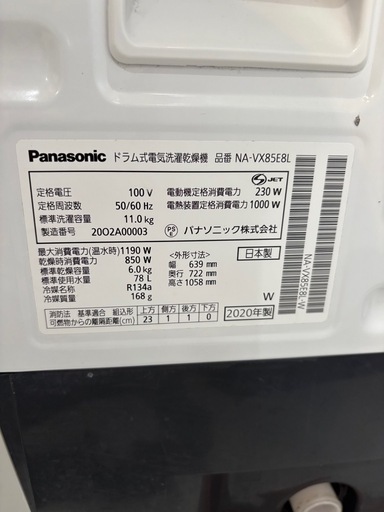 Panasonic ドラム式電気洗濯乾燥機 品番 NA-VX85E8L
S JET
定格電圧 100 V
定格周波数 50/60 Hz
標準洗濯容量 11.0 kg
製造番号 20O2A00003
電動機定格消費電力 230 W
電熱装置定格消費電力 1000 W
PS E パナソニック株式会社
最大消費電力(温水時) 1190 W
乾燥時消費電力 850 W
標準乾燥容量 6.0 kg
標準使用水量 78 L
冷媒名称 R134a
冷媒質量 168 g
<外形寸法>
幅 639 mm
奥行 722 mm
高さ 1058 mm
日本製
W
消防法 基準適合 組込形 上方 側方 後方 下方
可燃物からの離隔距離(cm) 23 1 1 0
2020年製
NA-VX85E8L-W